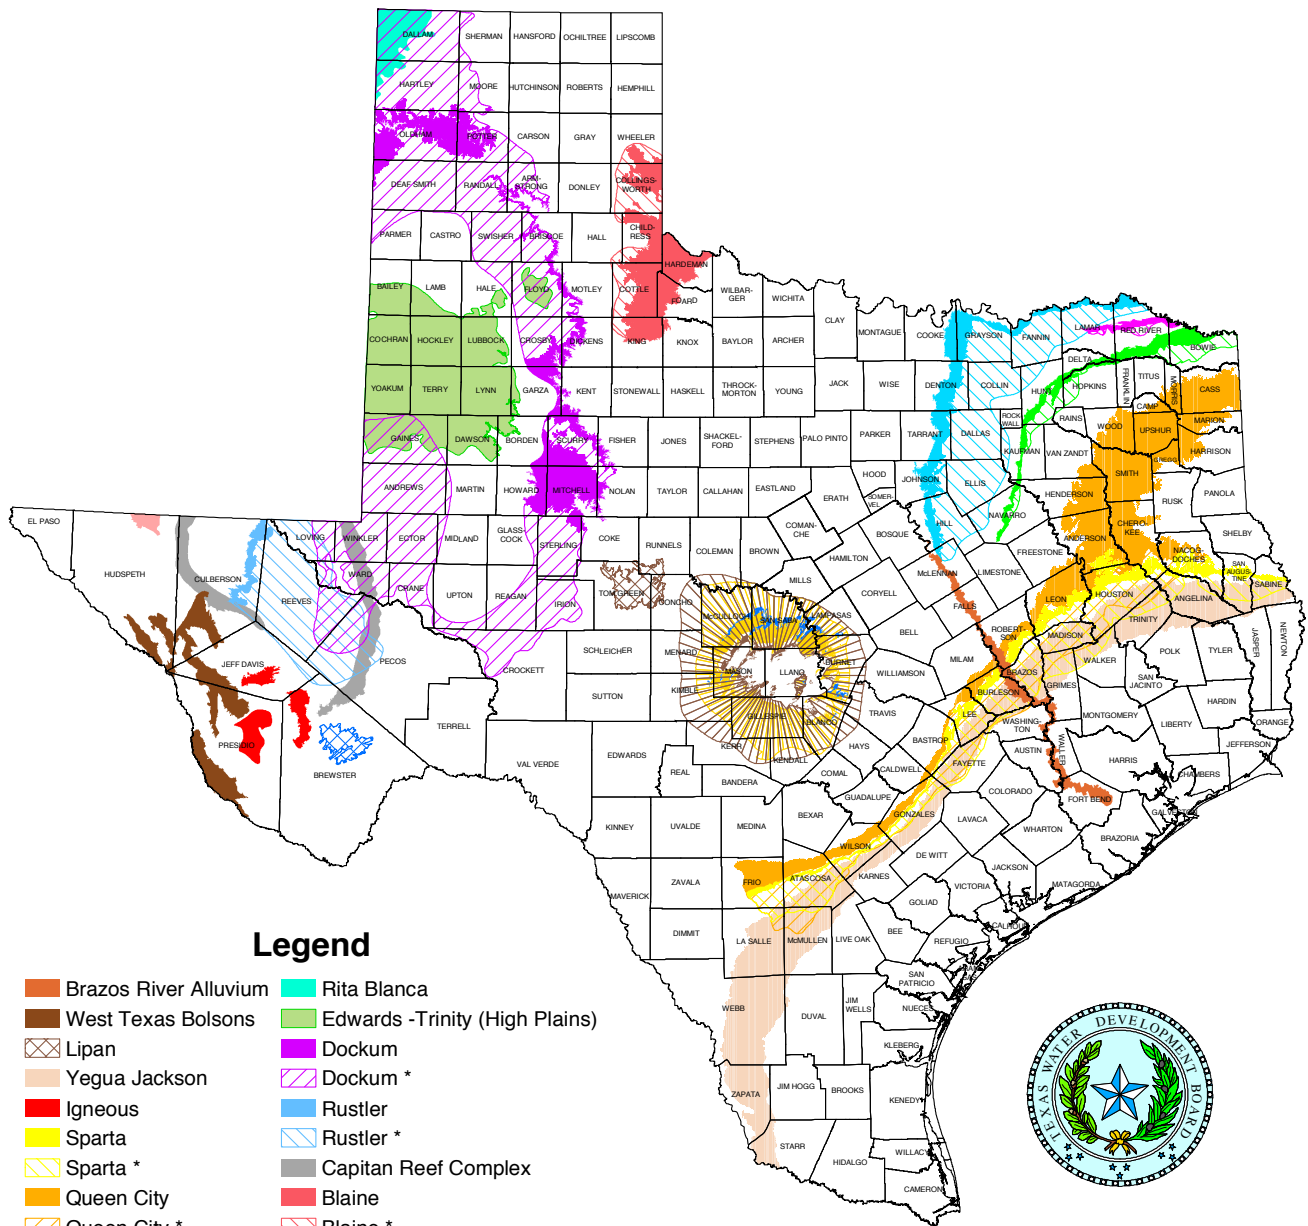 DALLAM SHERMAN HANSFORD OCHILTREE LIPSCOMB
HARTLEY MOORE HUTCHINSON ROBERTS HEMPHILL
OLDHAM POTTER CARSON GRAY WHEELER
DEAF SMITH RANDALL ARM-
STRONG DONLEY COLLINGS-
WORTH
PARMER CASTRO SWISHER BRISCOE HALL CHILD-
RESS
HARDEMAN
BAILEY LAMB HALE FLOYD MOTLEY COTTLE FOARD WILBAR-
GER WICHITA
CLAY MONTAGUE COOKE GRAYSON FANNIN LAMAR RED RIVER
BOWIE
COCHRAN HOCKLEY LUBBOCK CROSBY DICKENS KING KNOX BAYLOR ARCHER
DELTA
YOAKUM TERRY LYNN GARZA KENT STONEWALL HASKELL THROCK-
MORTON YOUNG JACK WISE DENTON COLLIN HUNT HOPKINS FRANKLIN TITUS MORRIS CASS
CAMP
GAINES DAWSON BORDEN SCURRY FISHER JONES SHACKEL-
FORD STEPHENS PALO PINTO PARKER TARRANT DALLAS ROCK-
WALL RAINS WOOD UPSHUR MARION
KAUFMAN VAN ZANDT GREGG HARRISON
ANDREWS MARTIN HOWARD MITCHELL NOLAN TAYLOR CALLAHAN EASTLAND ERATH HOOD SOMER-
VEL JOHNSON ELLIS HENDERSON SMITH RUSK PANOLA
EL PASO HUDSPETH CULBERSON LOVING WINKLER ECTOR MIDLAND GLASS-
COCK STERLING COKE RUNNELS COLEMAN BROWN COMAN-
CHE HAMILTON BOSQUE HILL NAVARRO FREESTONE ANDERSON CHERO-
KEE NACOG-
DOCHES SHELBY
SAN
AUGUS-
TINE SABINE
REEVES WARD CRANE UPTON REAGAN IRION TOM GREEN CONCHO McCULLOCH SAN SABA MILLS LAMPASAS CORYELL McLENNAN LIMESTONE FALLS LEON HOUSTON ANGELINA
JEFF DAVIS PECOS CROCKETT SCHLEICHER MENARD MASON LLANO BURNET BELL MILAM ROBERT-
SON MADISON TRINITY POLK TYLER JASPER NEWTON
SUTTON KIMBLE GILLESPIE BLANCO WILLIAMSON TRAVIS BURLESON BRAZOS GRIMES WALKER SAN
JACINTO HARDIN
PRESIDIO BREWSTER TERRELL VAL VERDE EDWARDS KERR KENDALL HAYS BASTROP LEE WASHING-
TON MONTGOMERY LIBERTY ORANGE
REAL BANDERA COMAL CALDWELL FAYETTE AUSTIN WALLER HARRIS CHAMBERS JEFFERSON
KINNEY UVALDE MEDINA BEXAR GUADALUPE GONZALES COLORADO FORT BEND GALVESTON
LAVACA WHARTON BRAZORIA
MAVERICK ZAVALA FRIO ATASCOSA WILSON KARNES DE WITT JACKSON MATAGORDA
VICTORIA
DIMMIT LA SALLE McMULLEN LIVE OAK BEE GOLIAD CALHOUN
REFUGIO
WEBB DUVAL JIM
WELLS SAN
PATRICIO NUECES
KLEBERG
ZAPATA JIM HOGG BROOKS KENEDY
STARR HIDALGO WILLACY
CAMERON
Legend
Brazos River Alluvium
West Texas Bolsons
Lipan
Yegua Jackson
Igneous
Sparta
Sparta *
Queen City
Queen City *
Rita Blanca
Edwards -Trinity (High Plains)
Dockum
Dockum *
Rustler
Rustler *
Capitan Reef Complex
Blaine
Blaine *
TEXAS WATER DEVELOPMENT BOARD